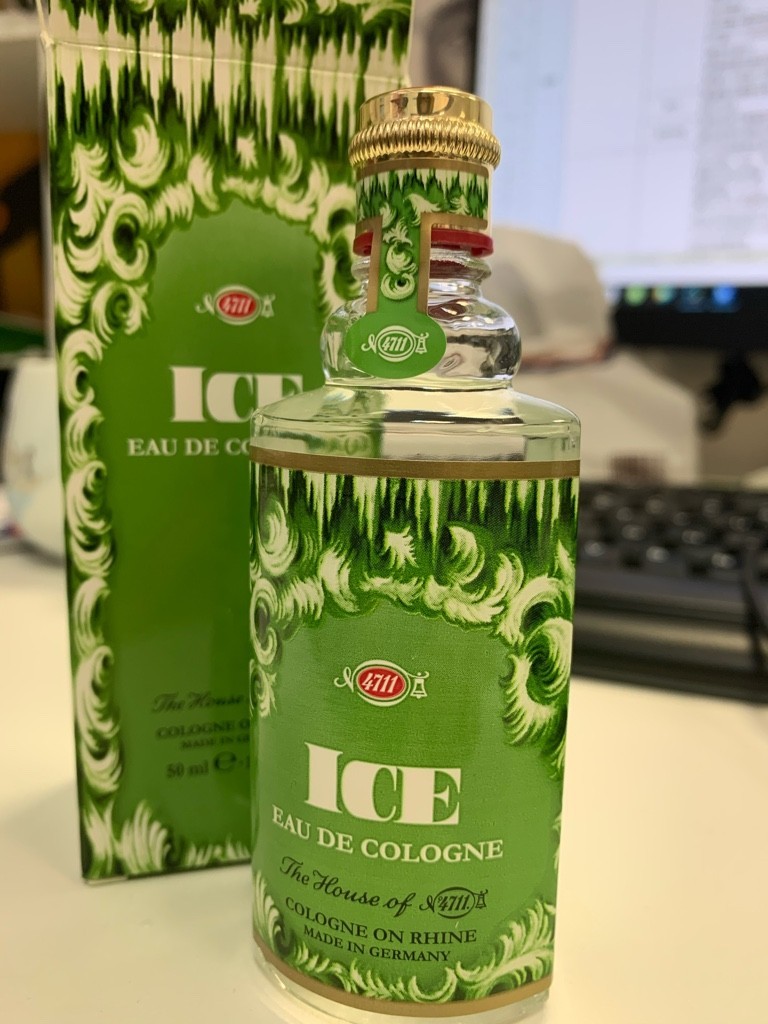 4711
ICE
EAU DE CO
The House
COLOGNE O
MADE IN GE
50 ml ℮
4711
4711
ICE
EAU DE COLOGNE
The House of 4711.
COLOGNE ON RHINE
MADE IN GERMANY